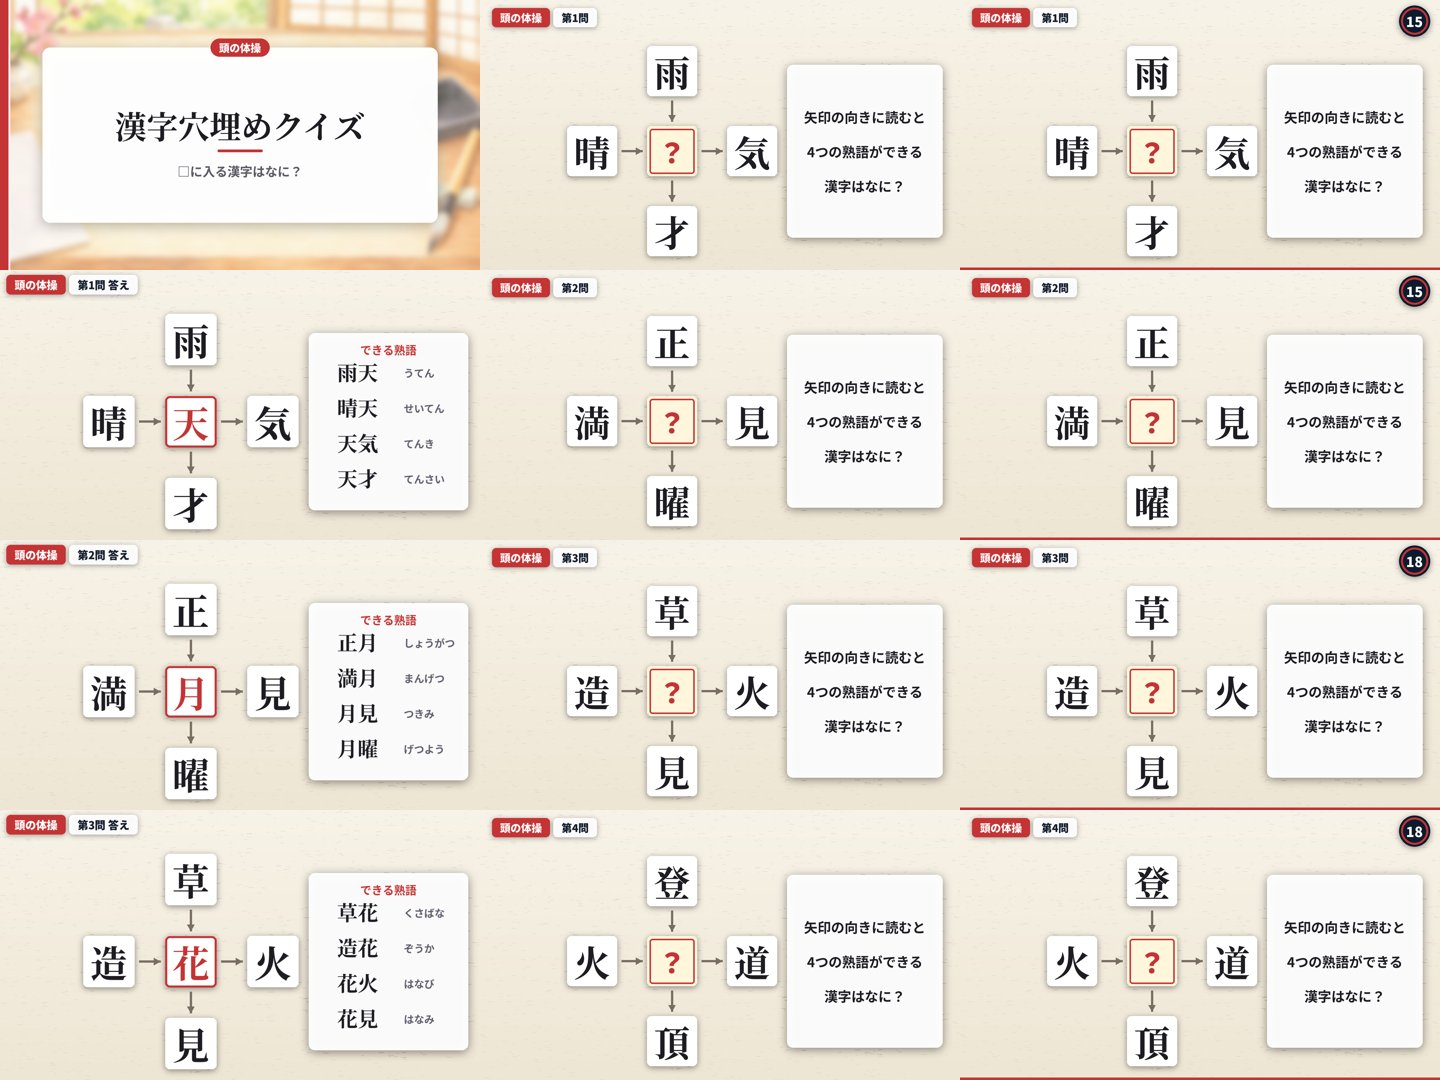 頭の体操
漢字穴埋めクイズ
□に入る漢字はなに？
頭の体操 第1問
雨
晴 ? 気
才
矢印の向きに読むと
4つの熟語ができる
漢字はなに？
頭の体操 第1問
15
雨
晴 ? 気
才
矢印の向きに読むと
4つの熟語ができる
漢字はなに？
頭の体操 第1問 答え
雨
晴 天 気
才
できる熟語
雨天 うてん
晴天 せいてん
天気 てんき
天才 てんさい
頭の体操 第2問
正
満 ? 見
曜
矢印の向きに読むと
4つの熟語ができる
漢字はなに？
頭の体操 第2問
15
正
満 ? 見
曜
矢印の向きに読むと
4つの熟語ができる
漢字はなに？
頭の体操 第2問 答え
正
満 月 見
曜
できる熟語
正月 しょうがつ
満月 まんげつ
月見 つきみ
月曜 げつよう
頭の体操 第3問
草
造 ? 火
見
矢印の向きに読むと
4つの熟語ができる
漢字はなに？
頭の体操 第3問
18
草
造 ? 火
見
矢印の向きに読むと
4つの熟語ができる
漢字はなに？
頭の体操 第3問 答え
草
造 花 火
見
できる熟語
草花 くさばな
造花 ぞうか
花火 はなび
花見 はなみ
頭の体操 第4問
登
火 ? 道
頂
矢印の向きに読むと
4つの熟語ができる
漢字はなに？
頭の体操 第4問
18
登
火 ? 道
頂
矢印の向きに読むと
4つの熟語ができる
漢字はなに？